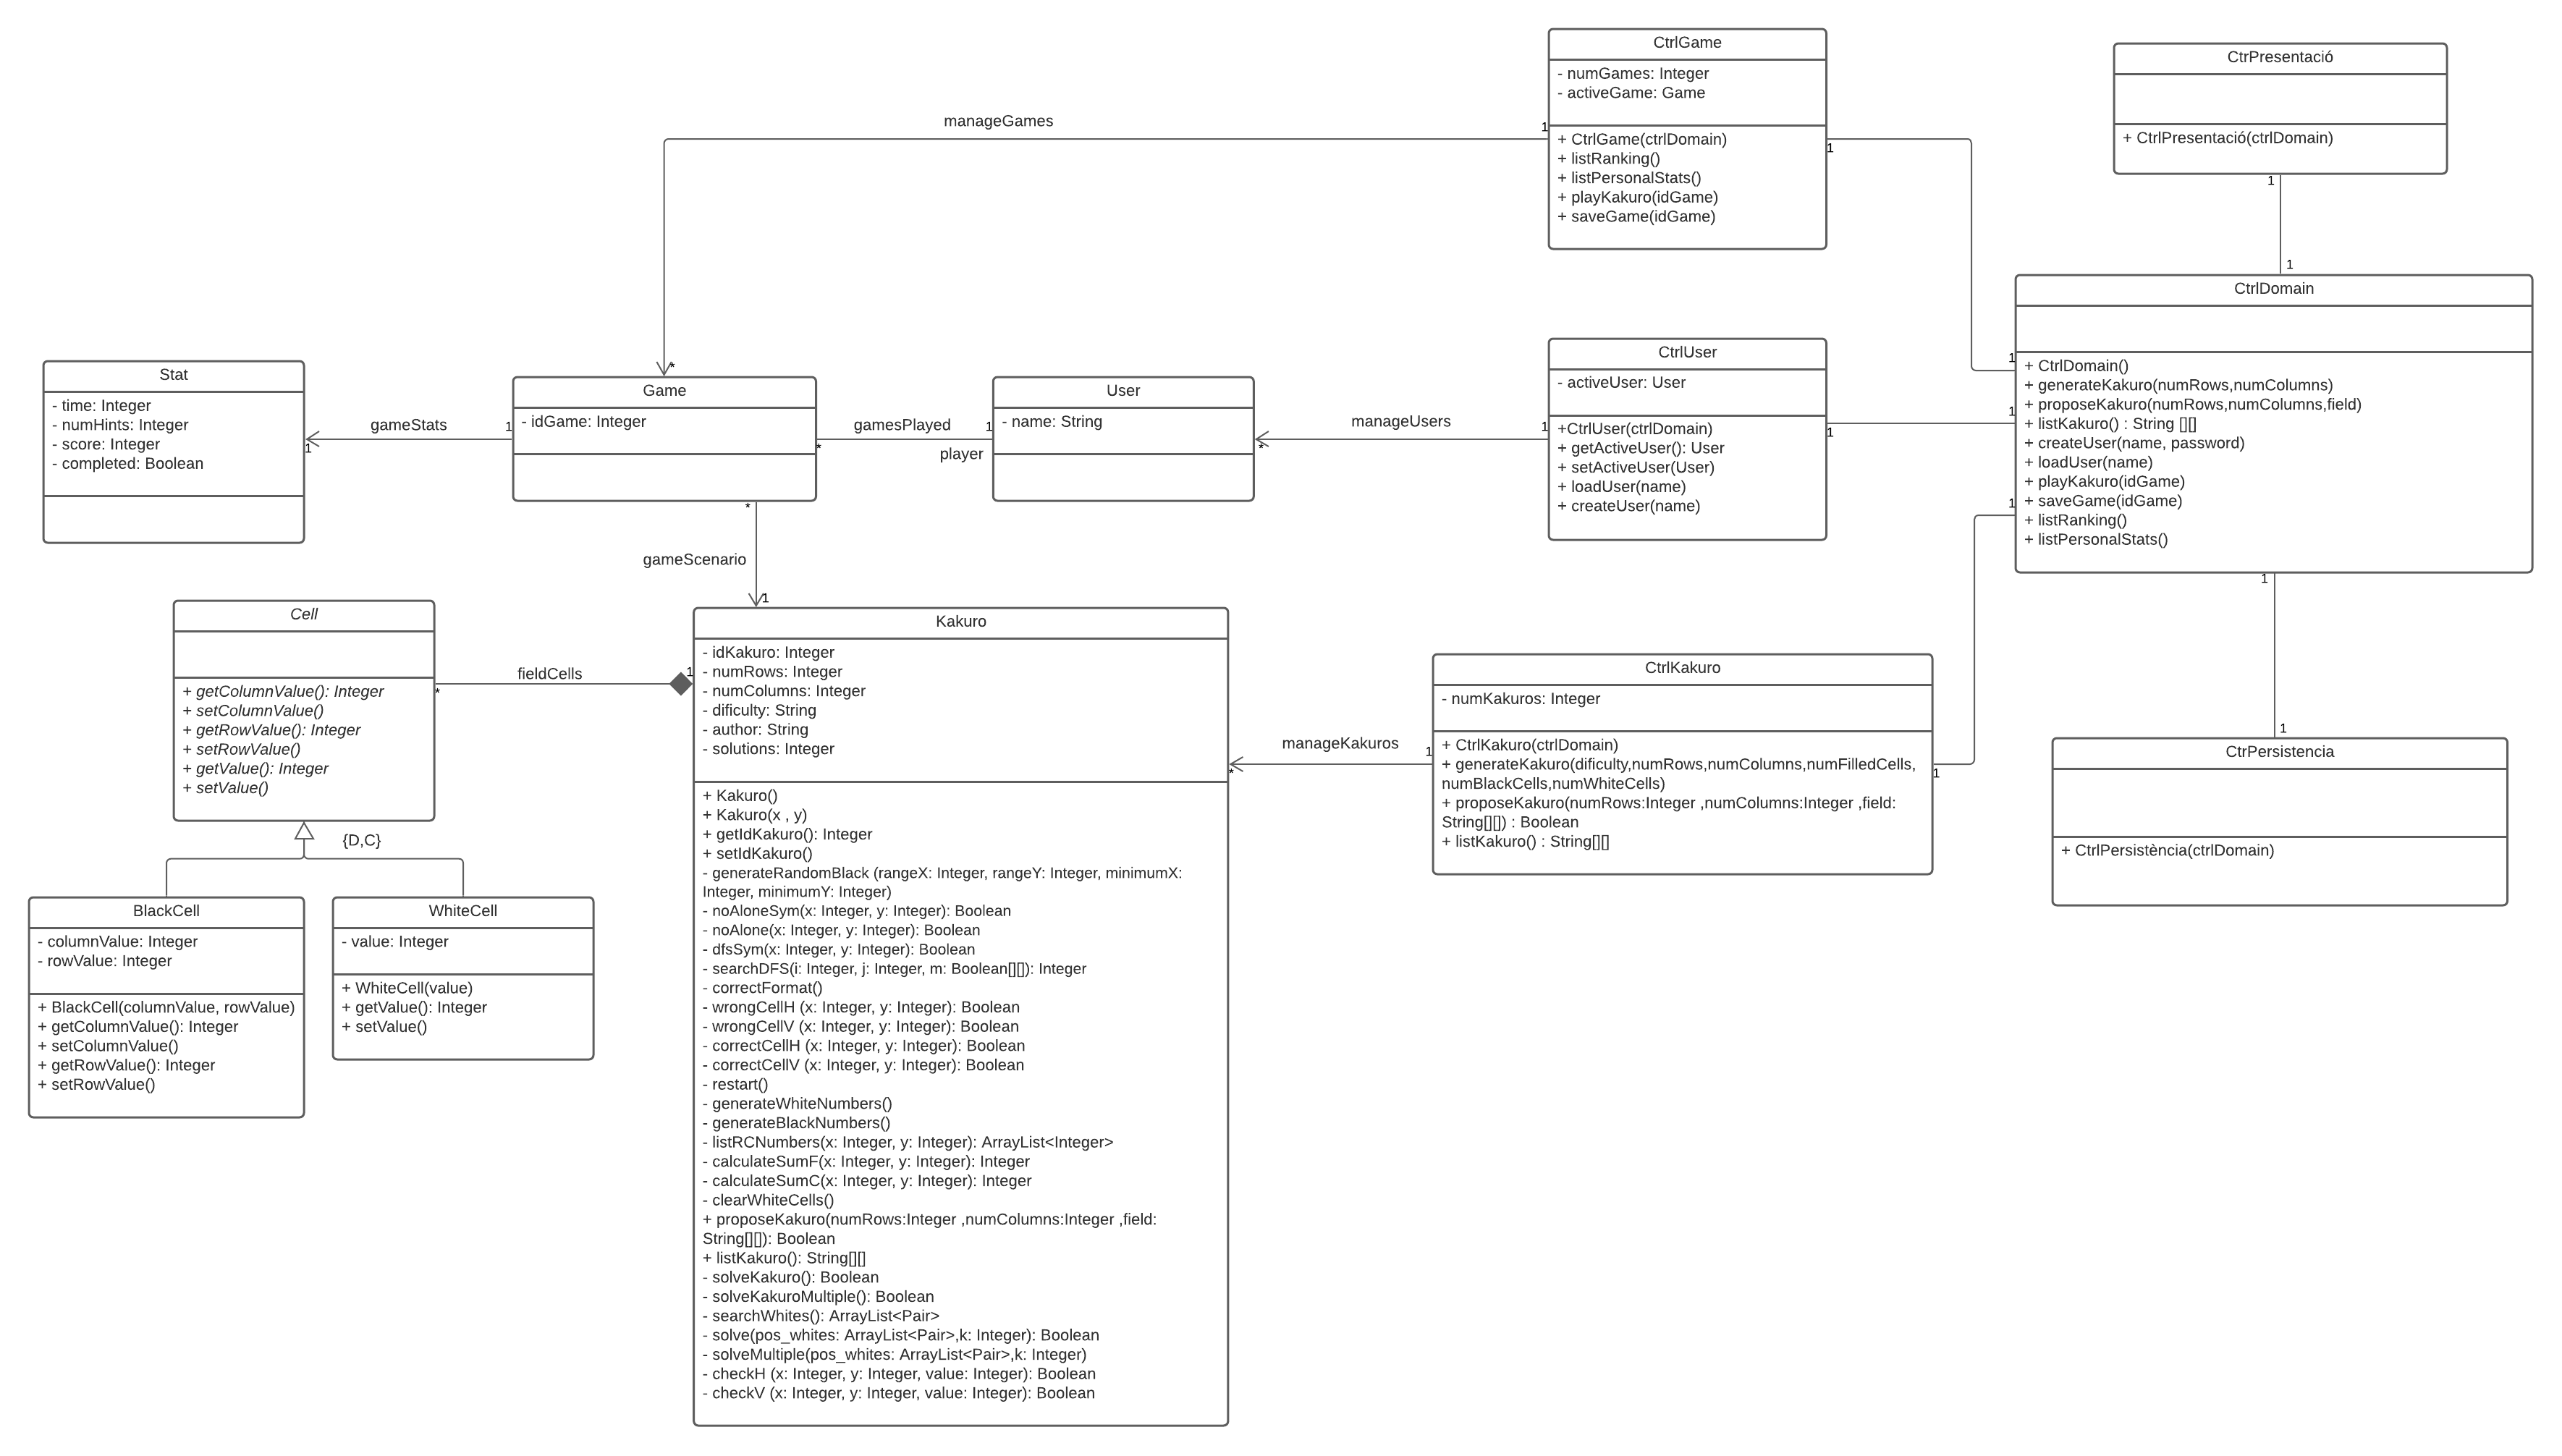 CtrlGame
- numGames: Integer
- activeGame: Game
+ CtrlGame(ctrlDomain)
+ listRanking()
+ listPersonalStats()
+ playKakuro(idGame)
+ saveGame(idGame)
CtrPresentació
+ CtrlPresentació(ctrlDomain)
manageGames
1
1
1
1
*
CtrlDomain
+ CtrlDomain()
+ generateKakuro(numRows,numColumns)
+ proposeKakuro(numRows,numColumns,field)
+ listKakuro() : String [][]
+ createUser(name, password)
+ loadUser(name)
+ playKakuro(idGame)
+ saveGame(idGame)
+ listRanking()
+ listPersonalStats()
1
1
1
1
Stat
- time: Integer
- numHints: Integer
- score: Integer
- completed: Boolean
gameStats
1
1
Game
- idGame: Integer
gamesPlayed
player
*
1
User
- name: String
manageUsers
*
1
CtrlUser
- activeUser: User
+CtrlUser(ctrlDomain)
+ getActiveUser(): User
+ setActiveUser(User)
+ loadUser(name)
+ createUser(name)
1
*
gameScenario
1
Cell
+ getColumnValue(): Integer
+ setColumnValue()
+ getRowValue(): Integer
+ setRowValue()
+ getValue(): Integer
+ setValue()
fieldCells
*
1
{D,C}
Kakuro
- idKakuro: Integer
- numRows: Integer
- numColumns: Integer
- dificulty: String
- author: String
- solutions: Integer
+ Kakuro()
+ Kakuro(x , y)
+ getIdKakuro(): Integer
+ setIdKakuro()
- generateRandomBlack (rangeX: Integer, rangeY: Integer, minimumX:
Integer, minimumY: Integer)
- noAloneSym(x: Integer, y: Integer): Boolean
- noAlone(x: Integer, y: Integer): Boolean
- dfsSym(x: Integer, y: Integer): Boolean
- searchDFS(i: Integer, j: Integer, m: Boolean[][]): Integer
- correctFormat()
- wrongCellH (x: Integer, y: Integer): Boolean
- wrongCellV (x: Integer, y: Integer): Boolean
- correctCellH (x: Integer, y: Integer): Boolean
- correctCellV (x: Integer, y: Integer): Boolean
- restart()
- generateWhiteNumbers()
- generateBlackNumbers()
- listRCNumbers(x: Integer, y: Integer): ArrayList<Integer>
- calculateSumF(x: Integer, y: Integer): Integer
- calculateSumC(x: Integer, y: Integer): Integer
- clearWhiteCells()
+ proposeKakuro(numRows:Integer ,numColumns:Integer ,field:
String[][]): Boolean
+ listKakuro(): String[][]
- solveKakuro(): Boolean
- solveKakuroMultiple(): Boolean
- searchWhites(): ArrayList<Pair>
- solve(pos_whites: ArrayList<Pair>,k: Integer): Boolean
- solveMultiple(pos_whites: ArrayList<Pair>,k: Integer)
- checkH (x: Integer, y: Integer, value: Integer): Boolean
- checkV (x: Integer, y: Integer, value: Integer): Boolean
manageKakuros
*
1
CtrlKakuro
- numKakuros: Integer
+ CtrlKakuro(ctrlDomain)
+ generateKakuro(dificulty,numRows,numColumns,numFilledCells,
numBlackCells,numWhiteCells)
+ proposeKakuro(numRows:Integer ,numColumns:Integer ,field:
String[][]) : Boolean
+ listKakuro() : String[][]
1
1
CtrPersistencia
+ CtrlPersistència(ctrlDomain)
BlackCell
- columnValue: Integer
- rowValue: Integer
+ BlackCell(columnValue, rowValue)
+ getColumnValue(): Integer
+ setColumnValue()
+ getRowValue(): Integer
+ setRowValue()
WhiteCell
- value: Integer
+ WhiteCell(value)
+ getValue(): Integer
+ setValue()